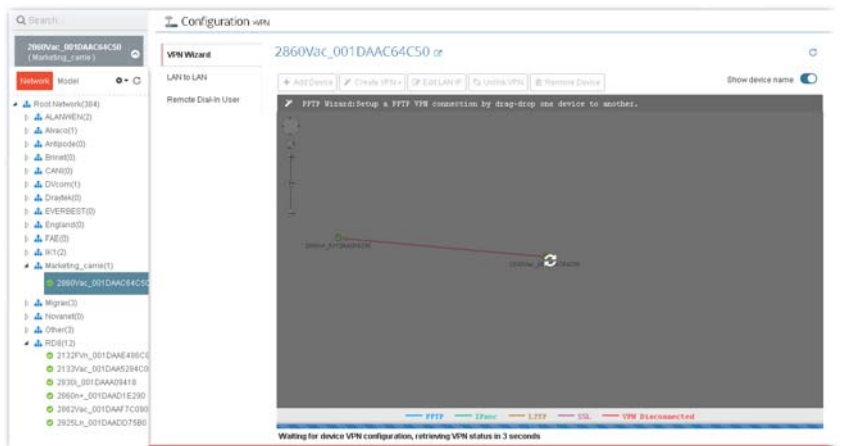 Search
Configuration »VPN
2860Vac_001DAAC64C50
(Marketing_carrie)
Network Model
Root Network(384)
ALANWEN(2)
Alvaco(1)
Antipode(0)
Brinet(0)
CANI(0)
DVcom(1)
Draytek(0)
EVERBEST(0)
England(0)
FAE(0)
IK1(2)
Marketing_carrie(1)
2860Vac_001DAAC64C50
Migras(3)
Novanet(0)
Other(3)
RD8(12)
2132FVn_001DAAE486C8
2133Vac_001DAA5284C0
2830i_001DAAA09418
2860n+_001DAAD1E290
2862Vac_001DAAF7C080
2925Ln_001DAADD75B0
VPN Wizard
LAN to LAN
Remote Dial-In User
2860Vac_001DAAC64C50
+ Add Device Create VPN Edit LAN IP Unlink VPN Remove Device
Show device name
PPTP Wizard:Setup a PPTP VPN connection by drag-drop one device to another.
PPTP IPsec L2TP SSL VPN Disconnected
Waiting for device VPN configuration, retrieving VPN status in 3 seconds